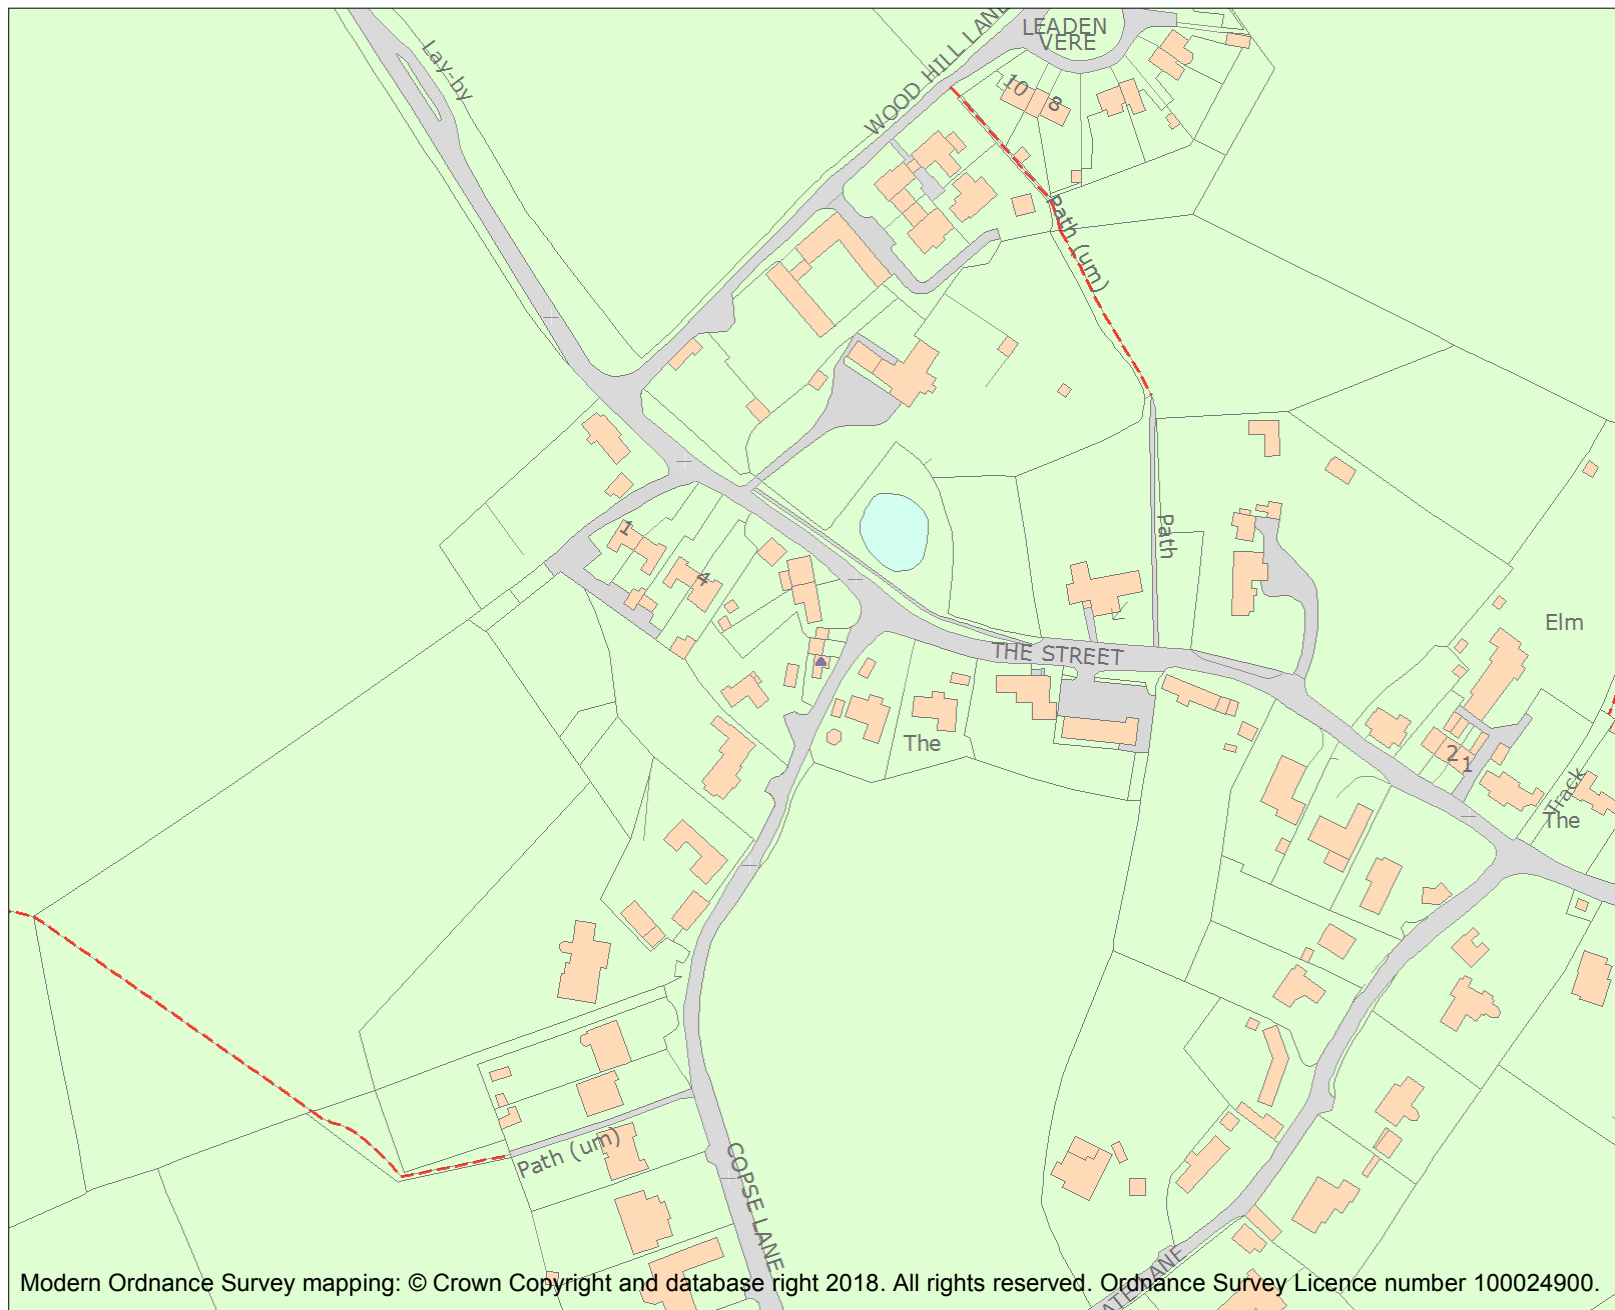 Lay-by
WOOD HILL LANE
LEADEN
VERE
10
8
Path (um)
Path
1
4
THE STREET
Elm
The
2
1
Track
The
Path (um)
COPSE LANE
Modern Ordnance Survey mapping: © Crown Copyright and database right 2018. All rights reserved. Ordnance Survey Licence number 100024900.